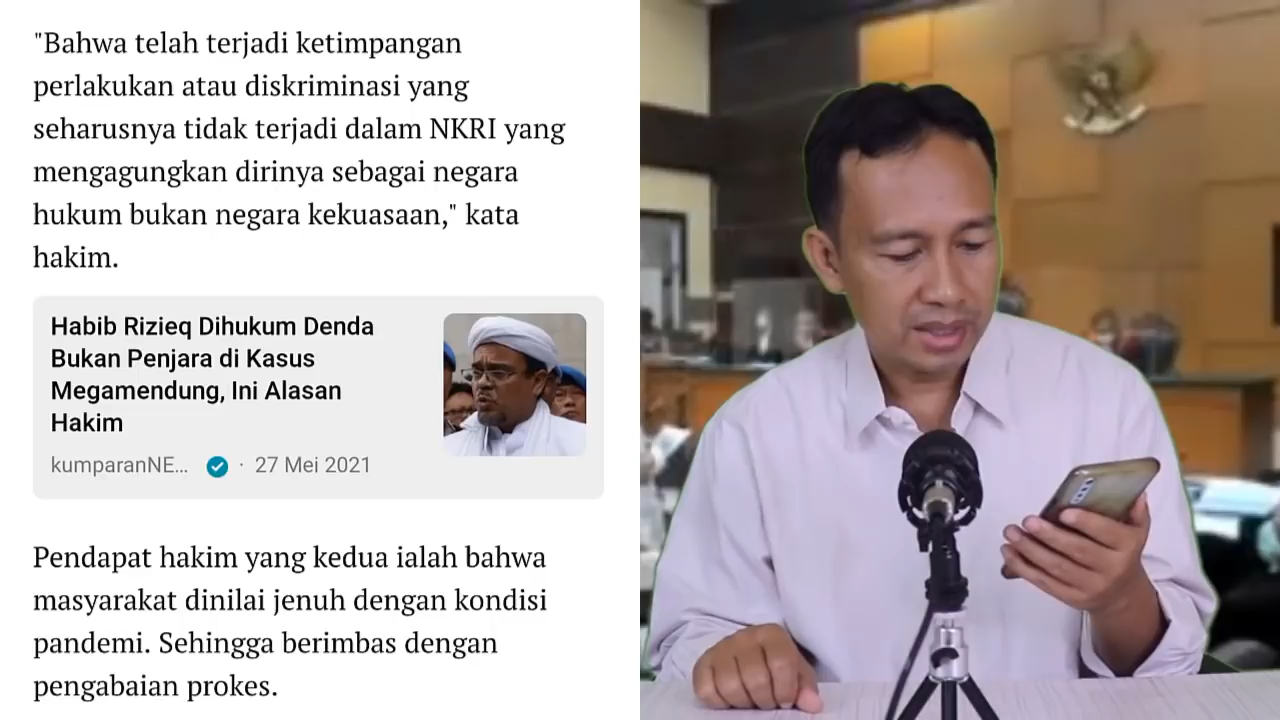 "Bahwa telah terjadi ketimpangan
perlakukan atau diskriminasi yang
seharusnya tidak terjadi dalam NKRI yang
mengagungkan dirinya sebagai negara
hukum bukan negara kekuasaan," kata
hakim.
Habib Rizieq Dihukum Denda
Bukan Penjara di Kasus
Megamendung, Ini Alasan
Hakim
kumparanNE... · 27 Mei 2021
Pendapat hakim yang kedua ialah bahwa
masyarakat dinilai jenuh dengan kondisi
pandemi. Sehingga berimbas dengan
pengabaian prokes.